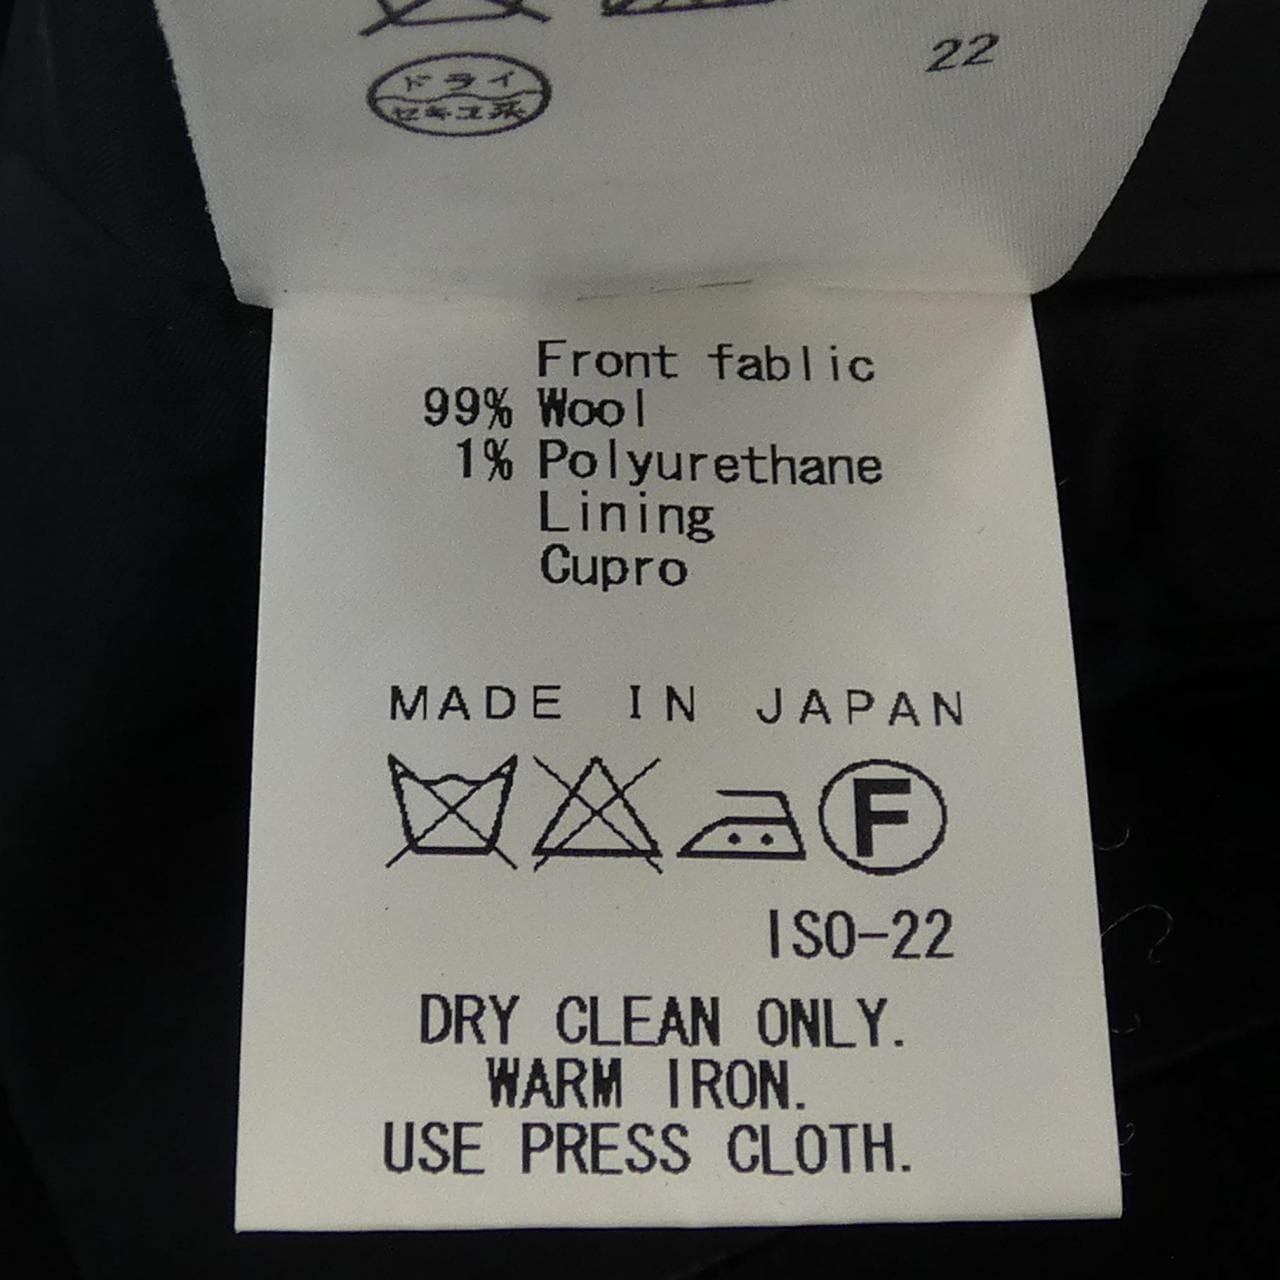 22
ドライ
セキユ系
Front fablic
99% Wool
1% Polyurethane
Lining
Cupro
MADE IN JAPAN
F
ISO-22
DRY CLEAN ONLY.
WARM IRON.
USE PRESS CLOTH.